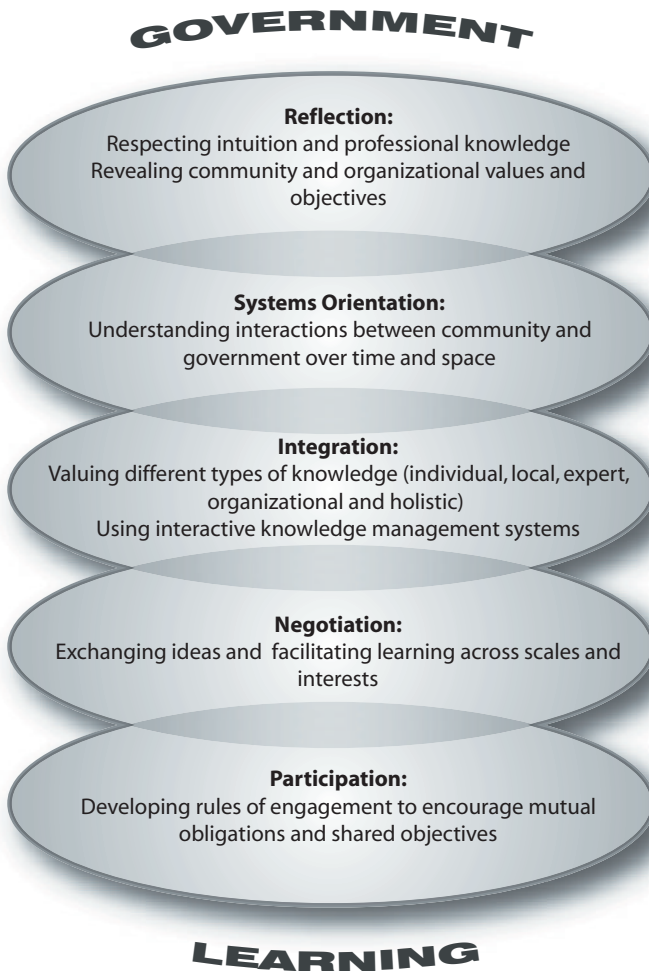 GOVERNMENT
Reflection:
Respecting intuition and professional knowledge
Revealing community and organizational values and
objectives
Systems Orientation:
Understanding interactions between community and
government over time and space
Integration:
Valuing different types of knowledge (individual, local, expert,
organizational and holistic)
Using interactive knowledge management systems
Negotiation:
Exchanging ideas and facilitating learning across scales and
interests
Participation:
Developing rules of engagement to encourage mutual
obligations and shared objectives
LEARNING